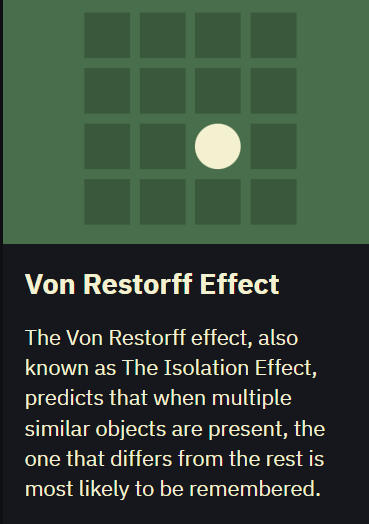 Von Restorff Effect
The Von Restorff effect, also
known as The Isolation Effect,
predicts that when multiple
similar objects are present, the
one that differs from the rest is
most likely to be remembered.